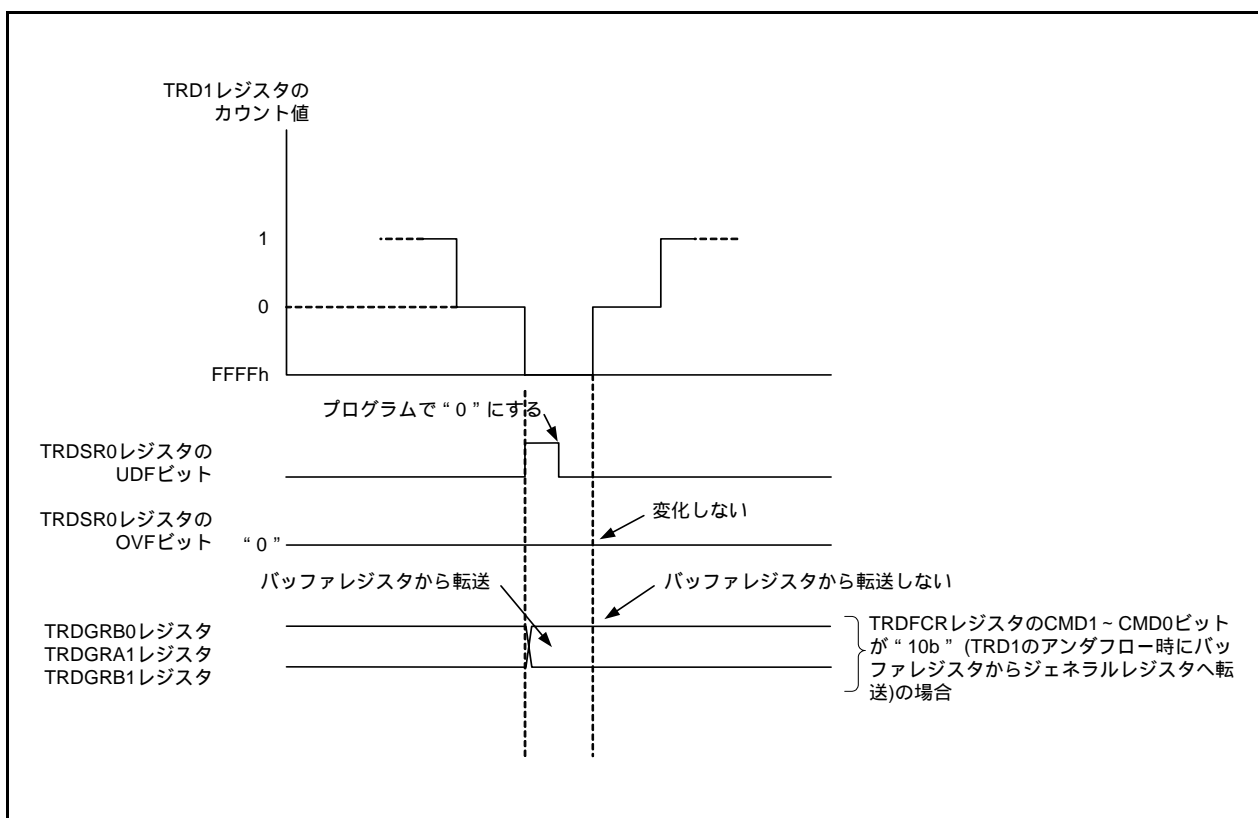 TRD1レジスタの
カウント値
1
0
FFFFh
プログラムで“0”にする
TRDSR0レジスタの
UDFビット
変化しない
TRDSR0レジスタの
OVFビット “0”
バッファレジスタから転送 バッファレジスタから転送しない
TRDGRB0レジスタ
TRDGRA1レジスタ
TRDGRB1レジスタ
TRDFCRレジスタのCMD1～CMD0ビット
が“10b” (TRD1のアンダフロー時にバッ
ファレジスタからジェネラルレジスタへ転
送)の場合